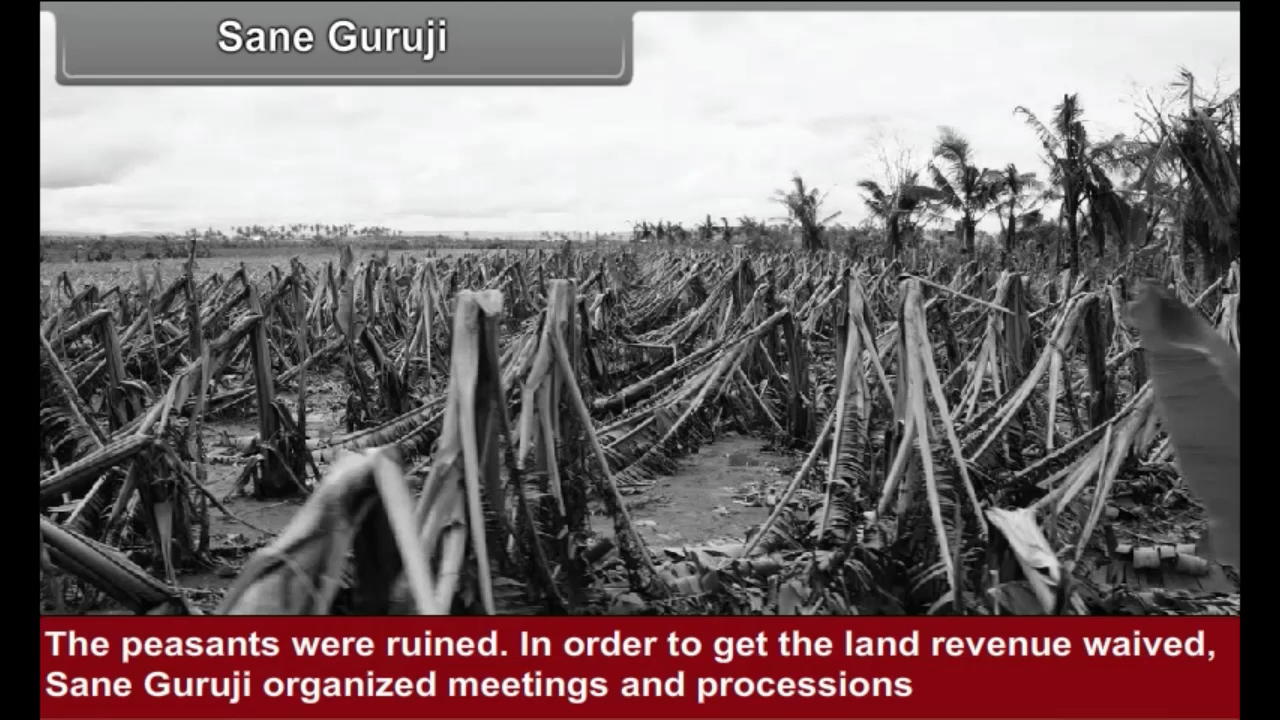 Sane Guruji
The peasants were ruined. In order to get the land revenue waived,
Sane Guruji organized meetings and processions